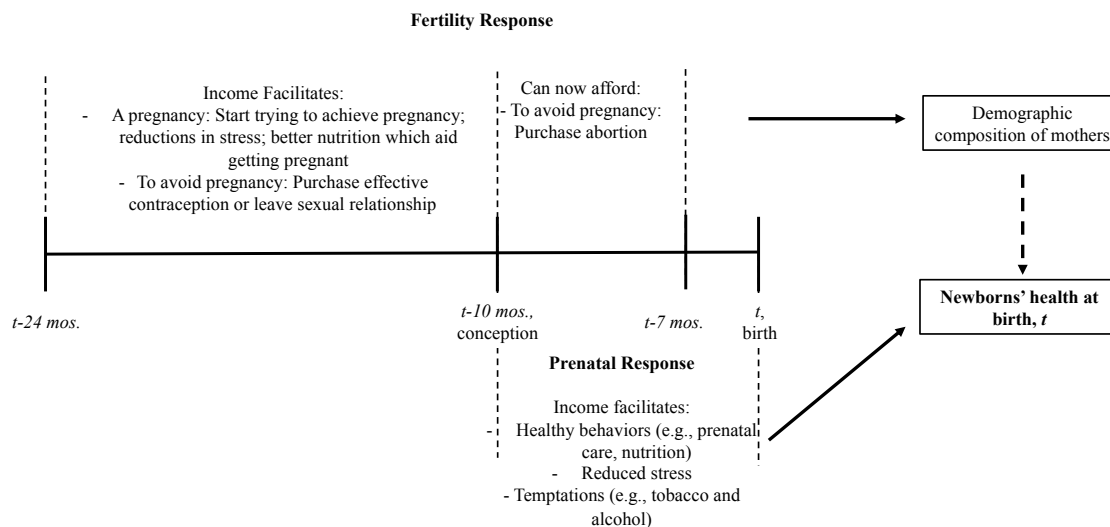 Fertility Response
Income Facilitates:
- A pregnancy: Start trying to achieve pregnancy;
reductions in stress; better nutrition which aid
getting pregnant
- To avoid pregnancy: Purchase effective
contraception or leave sexual relationship
Can now afford:
- To avoid pregnancy:
Purchase abortion
Demographic
composition of mothers
t-24 mos.
t-10 mos.,
conception
t-7 mos.
t,
birth
Newborns’ health at
birth, t
Prenatal Response
Income facilitates:
- Healthy behaviors (e.g., prenatal
care, nutrition)
- Reduced stress
- Temptations (e.g., tobacco and
alcohol)